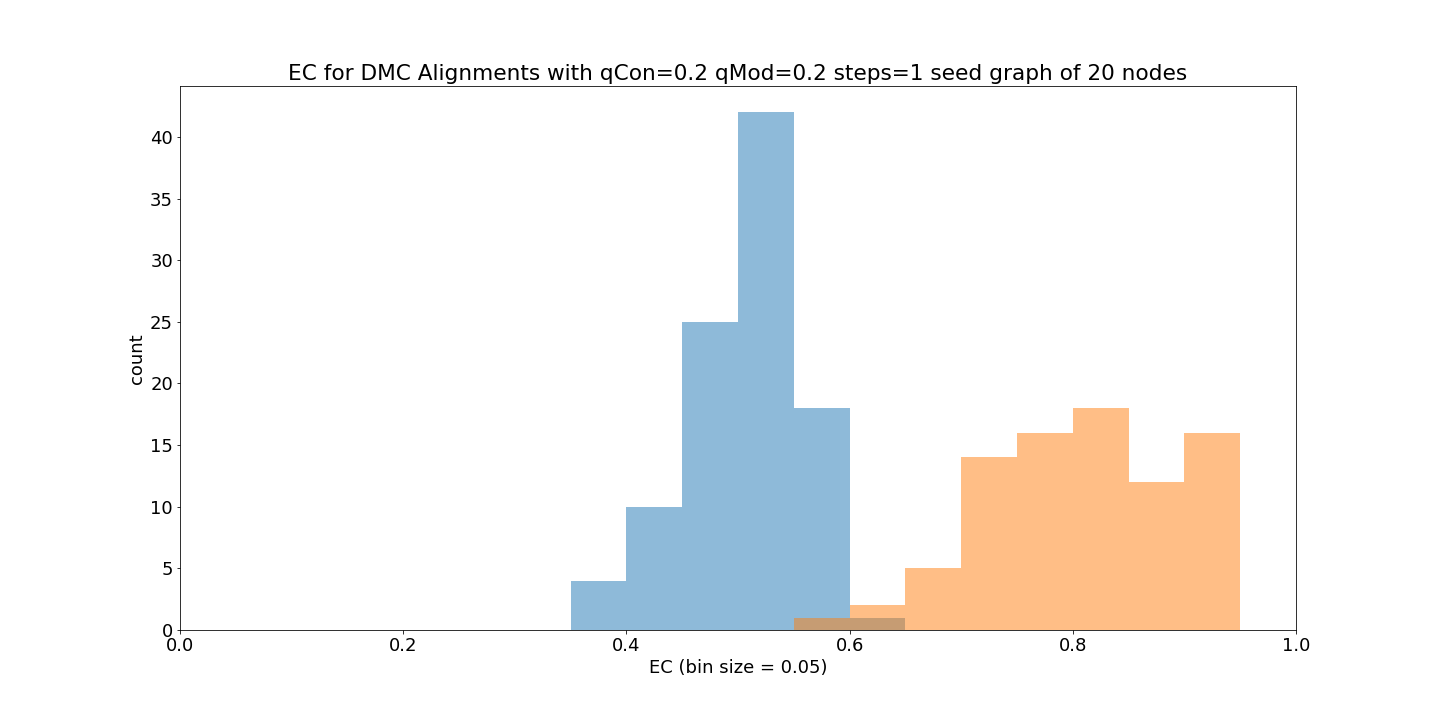 EC for DMC Alignments with qCon=0.2 qMod=0.2 steps=1 seed graph of 20 nodes
40
35
30
25
count
20
15
10
5
0
0.0 0.2 0.4 0.6 0.8 1.0
EC (bin size = 0.05)